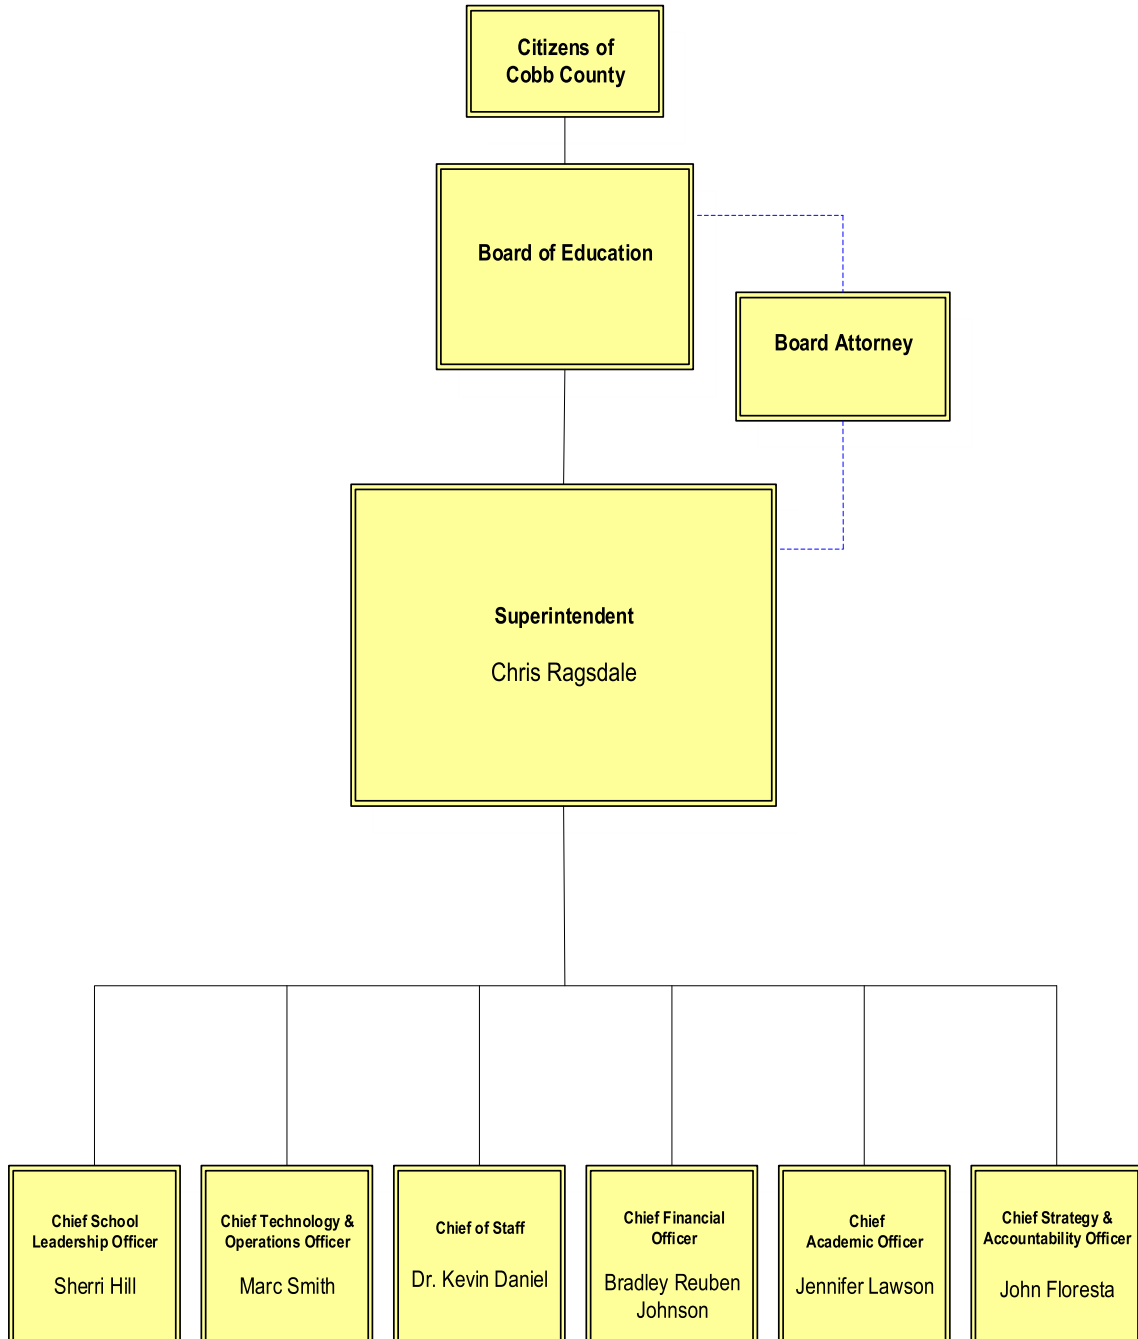 Citizens of
Cobb County
Board of Education
Board Attorney
Superintendent
Chris Ragsdale
Chief School
Leadership Officer
Sherri Hill
Chief Technology &
Operations Officer
Marc Smith
Chief of Staff
Dr. Kevin Daniel
Chief Financial
Officer
Bradley Reuben
Johnson
Chief
Academic Officer
Jennifer Lawson
Chief Strategy &
Accountability Officer
John Floresta